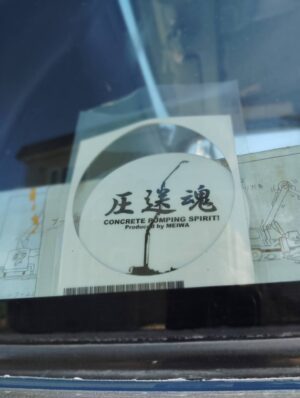 圧送魂
CONCRETE PUMPING SPIRIT!
Produced by MEIWA